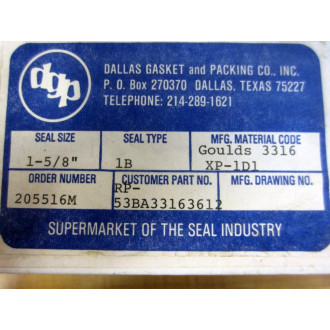 dgp
DALLAS GASKET and PACKING CO., INC.
P. O. Box 270370 DALLAS, TEXAS 75227
TELEPHONE: 214-289-1621
SEAL SIZE SEAL TYPE MFG. MATERIAL CODE
1-5/8" 1B Goulds 3316
XP-1D1
ORDER NUMBER CUSTOMER PART NO. MFG. DRAWING NO.
205516M RP-
53BA33163612
SUPERMARKET OF THE SEAL INDUSTRY